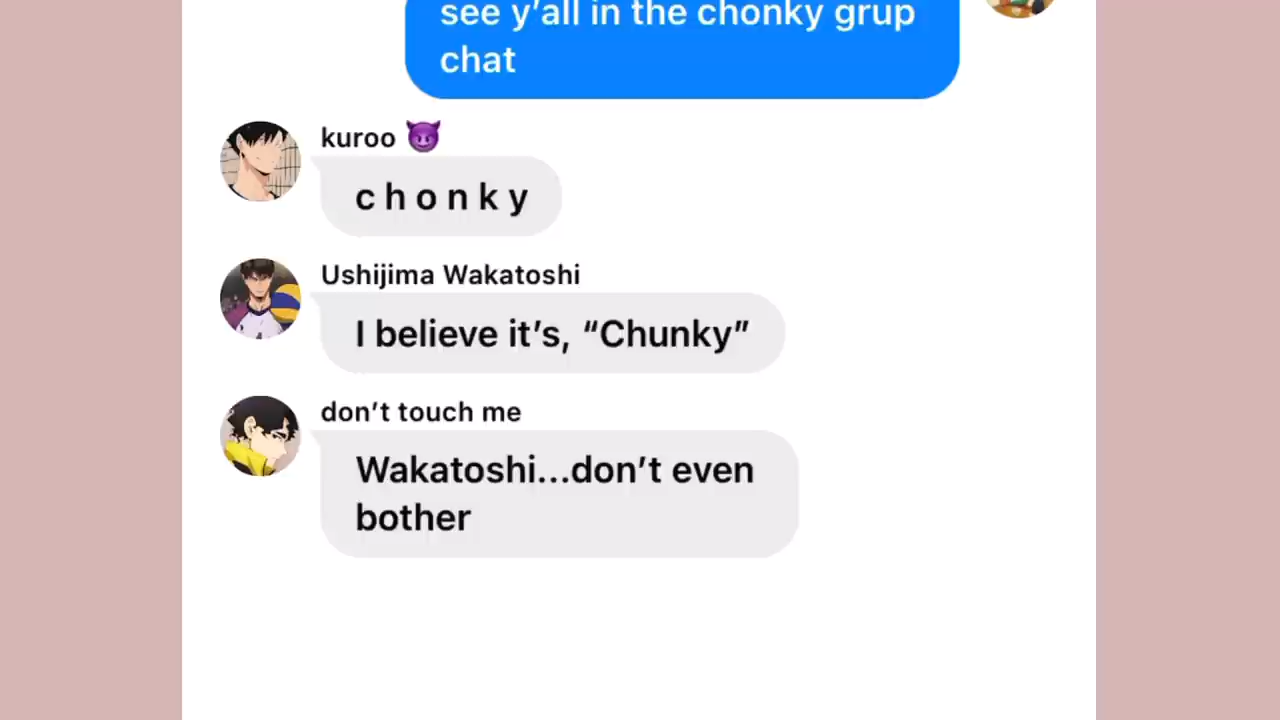 see y’all in the chonky grup
chat
kuroo 😈
c h o n k y
Ushijima Wakatoshi
I believe it’s, “Chunky”
don’t touch me
Wakatoshi...don’t even
bother